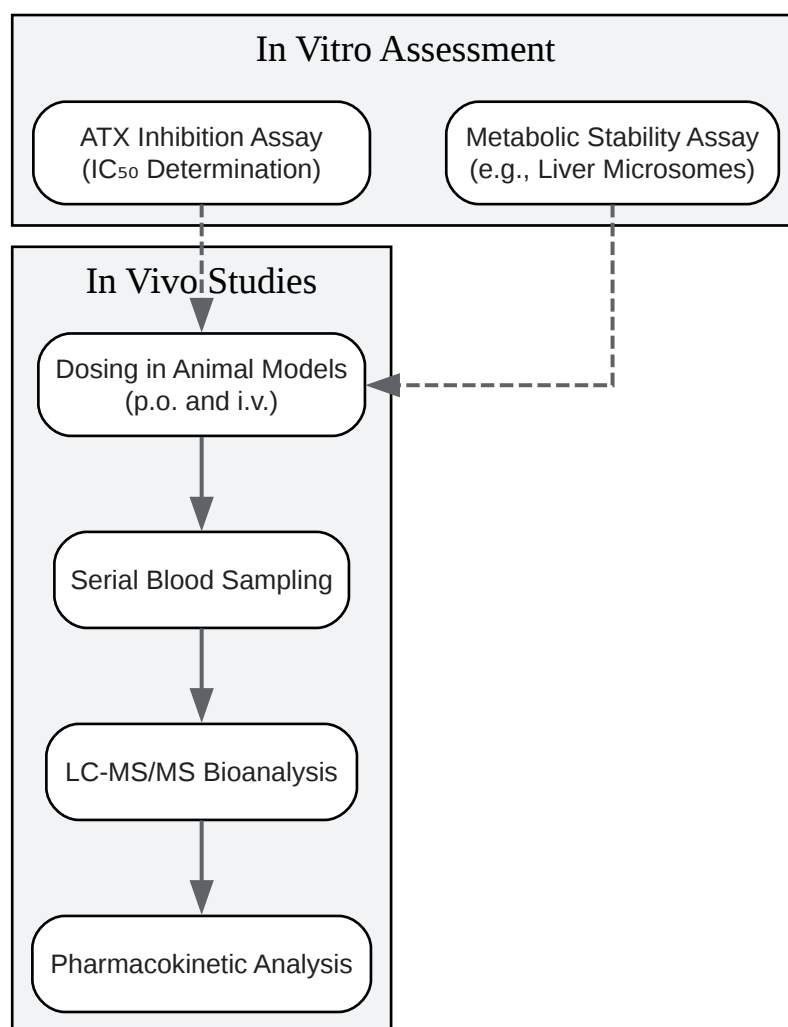 In Vitro Assessment
ATX Inhibition Assay
(IC₅₀ Determination)
Metabolic Stability Assay
(e.g., Liver Microsomes)
In Vivo Studies
Dosing in Animal Models
(p.o. and i.v.)
Serial Blood Sampling
LC-MS/MS Bioanalysis
Pharmacokinetic Analysis